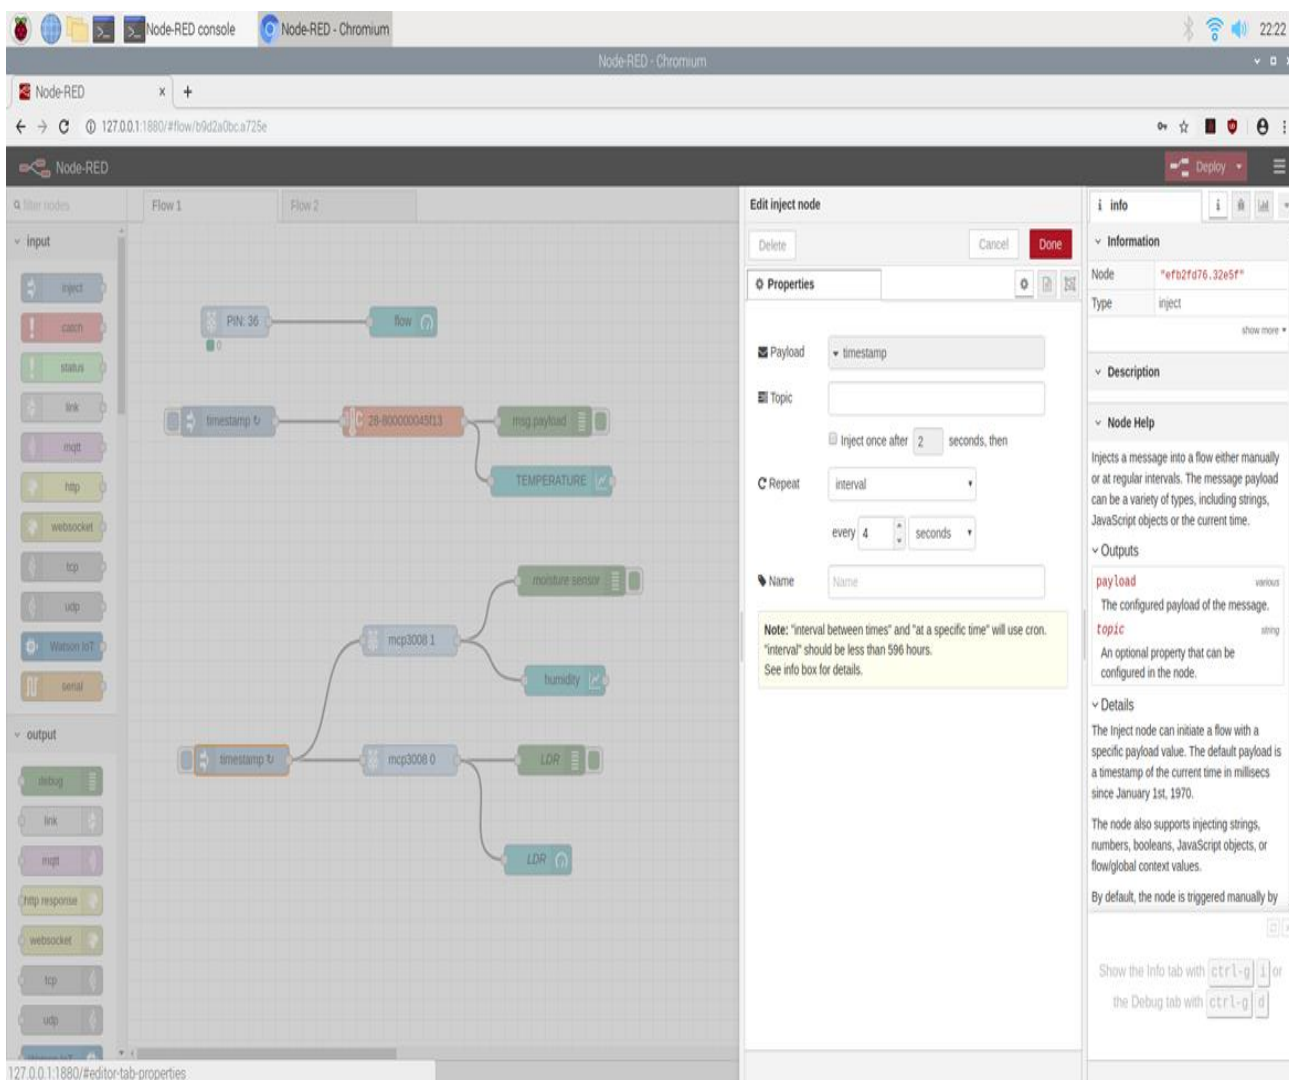 Node-RED console
Node-RED - Chromium
22:22
Node-RED - Chromium
Node-RED
127.0.0.1:1880/#flow/b9d2a0bc.a725e
Node-RED
Deploy
filter nodes
Flow 1
Flow 2
input
inject
catch
status
link
mqtt
http
websocket
tcp
udp
Watson IoT
serial
output
debug
link
mqtt
http response
websocket
tcp
udp
Watson IoT
PIN: 36
flow
0
timestamp ↻
28-800000045f13
msg.payload
TEMPERATURE
moisture sensor
mcp3008 1
humidity
timestamp ↻
mcp3008 0
LDR
LDR
Edit inject node
Delete
Cancel
Done
Properties
Payload
timestamp
Topic
Inject once after 2 seconds, then
Repeat
interval
every 4 seconds
Name
Name
Note: "interval between times" and "at a specific time" will use cron.
"interval" should be less than 596 hours.
See info box for details.
i info
i
Information
Node "efb2fd76.32e5f"
Type inject
show more
Description
Node Help
Injects a message into a flow either manually
or at regular intervals. The message payload
can be a variety of types, including strings,
JavaScript objects or the current time.
Outputs
payload various
The configured payload of the message.
topic string
An optional property that can be
configured in the node.
Details
The Inject node can initiate a flow with a
specific payload value. The default payload is
a timestamp of the current time in millisecs
since January 1st, 1970.
The node also supports injecting strings,
numbers, booleans, JavaScript objects, or
flow/global context values.
By default, the node is triggered manually by
Show the Info tab with ctrl-g i or
the Debug tab with ctrl-g d
127.0.0.1:1880/#editor-tab-properties